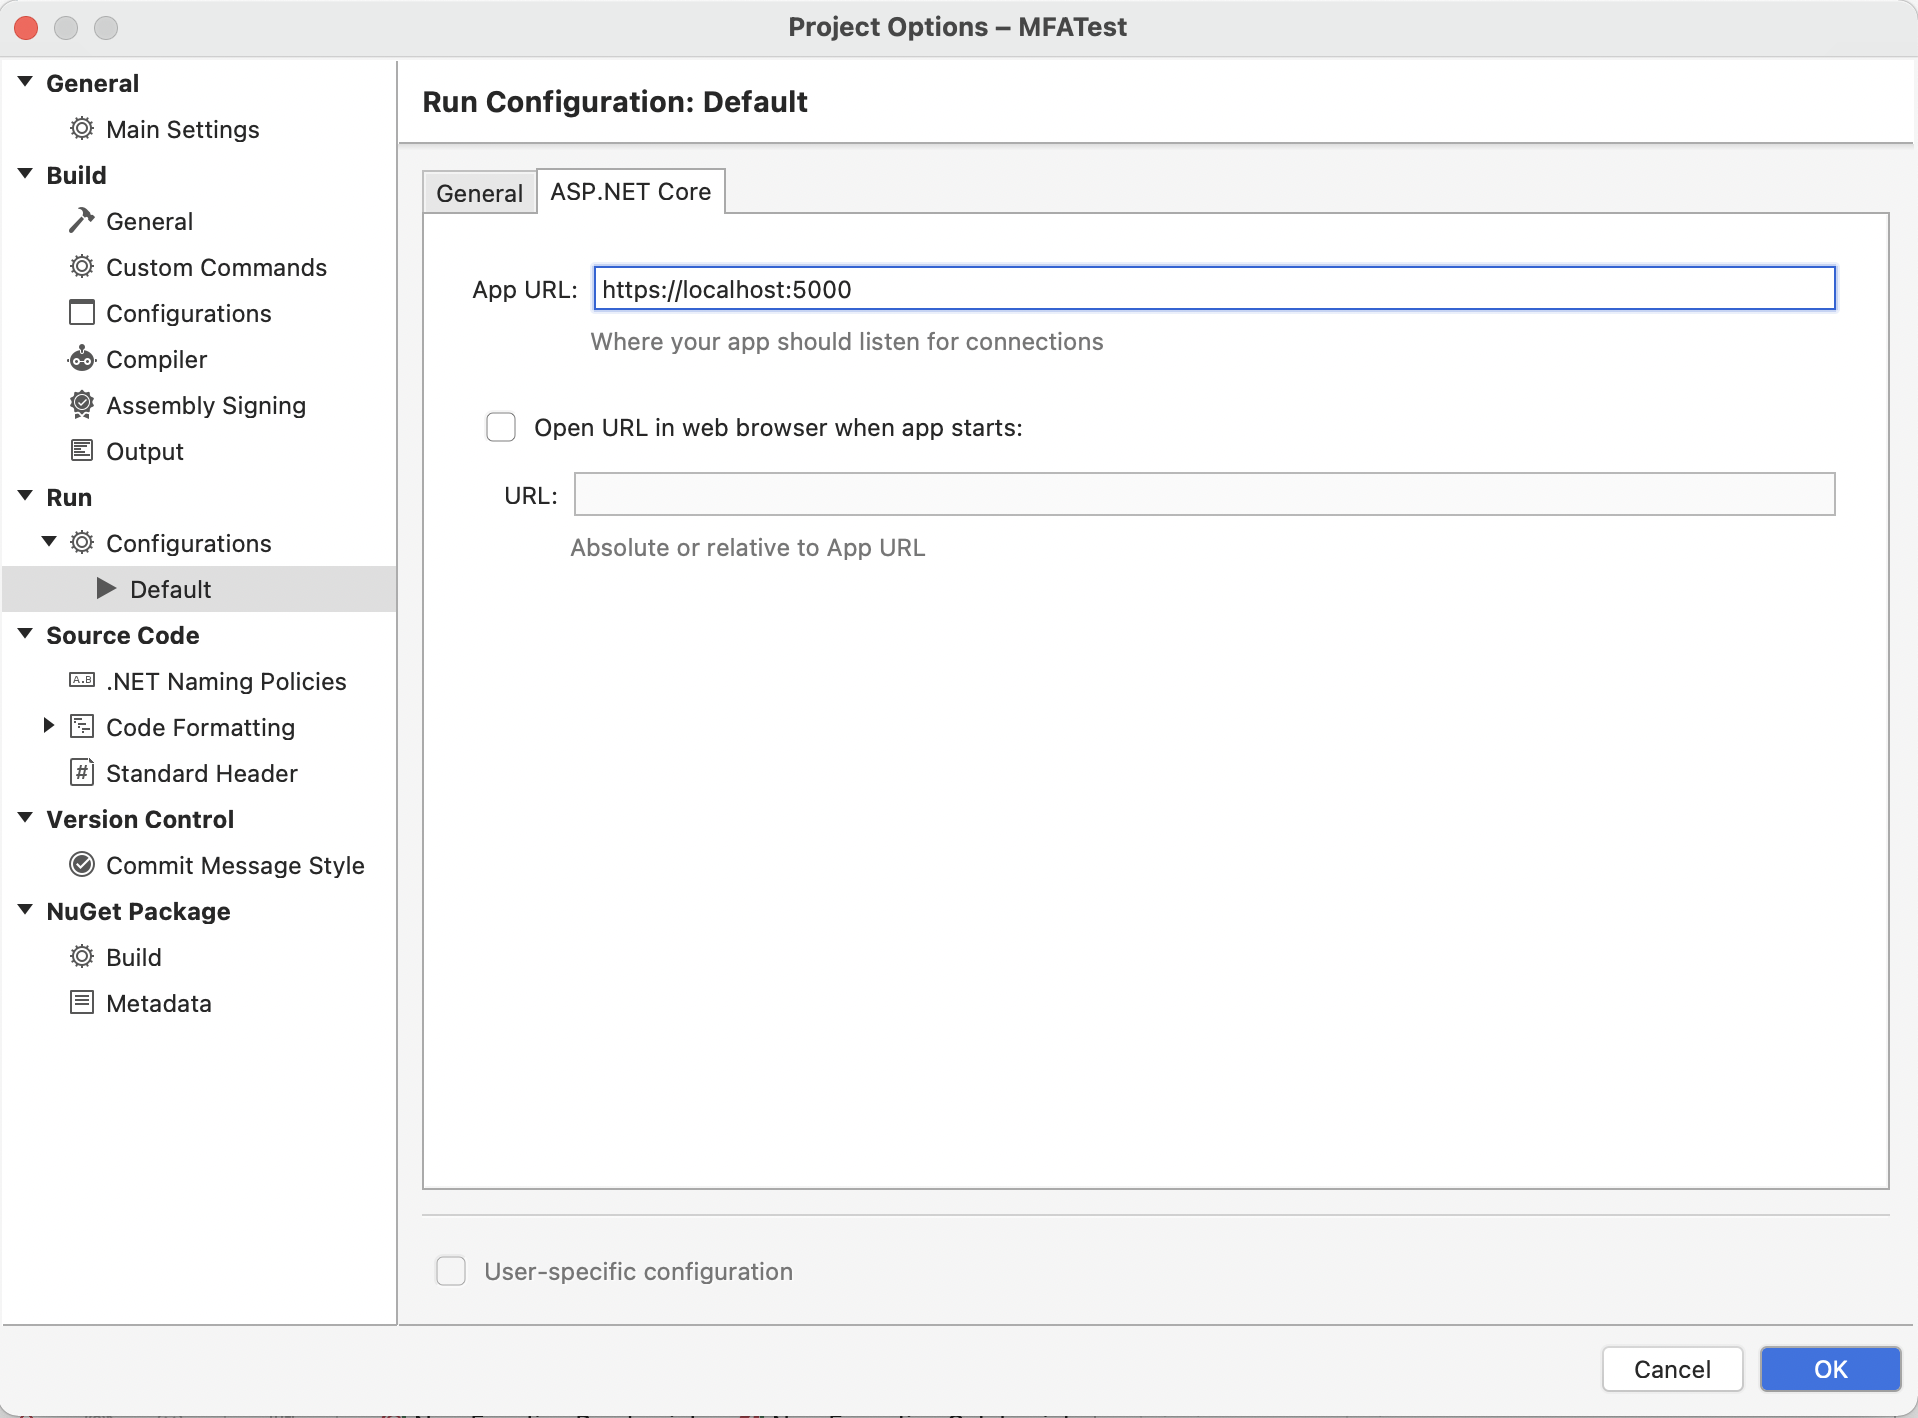 Project Options – MFATest
General
Main Settings
Build
General
Custom Commands
Configurations
Compiler
Assembly Signing
Output
Run
Configurations
Default
Source Code
.NET Naming Policies
Code Formatting
Standard Header
Version Control
Commit Message Style
NuGet Package
Build
Metadata
Run Configuration: Default
General
ASP.NET Core
App URL: https://localhost:5000
Where your app should listen for connections
Open URL in web browser when app starts:
URL:
Absolute or relative to App URL
User-specific configuration
Cancel
OK